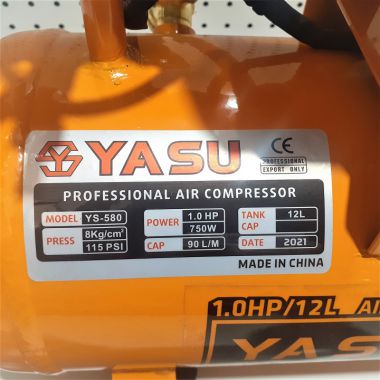 YASU
CE
PROFESSIONAL
EXPORT ONLY
PROFESSIONAL AIR COMPRESSOR
MODEL YS-580 POWER 1.0 HP TANK 12L
PRESS 8Kg/cm² 750W CAP
115 PSI CAP 90 L/M DATE 2021
MADE IN CHINA
1.0HP/12L AI
YASU